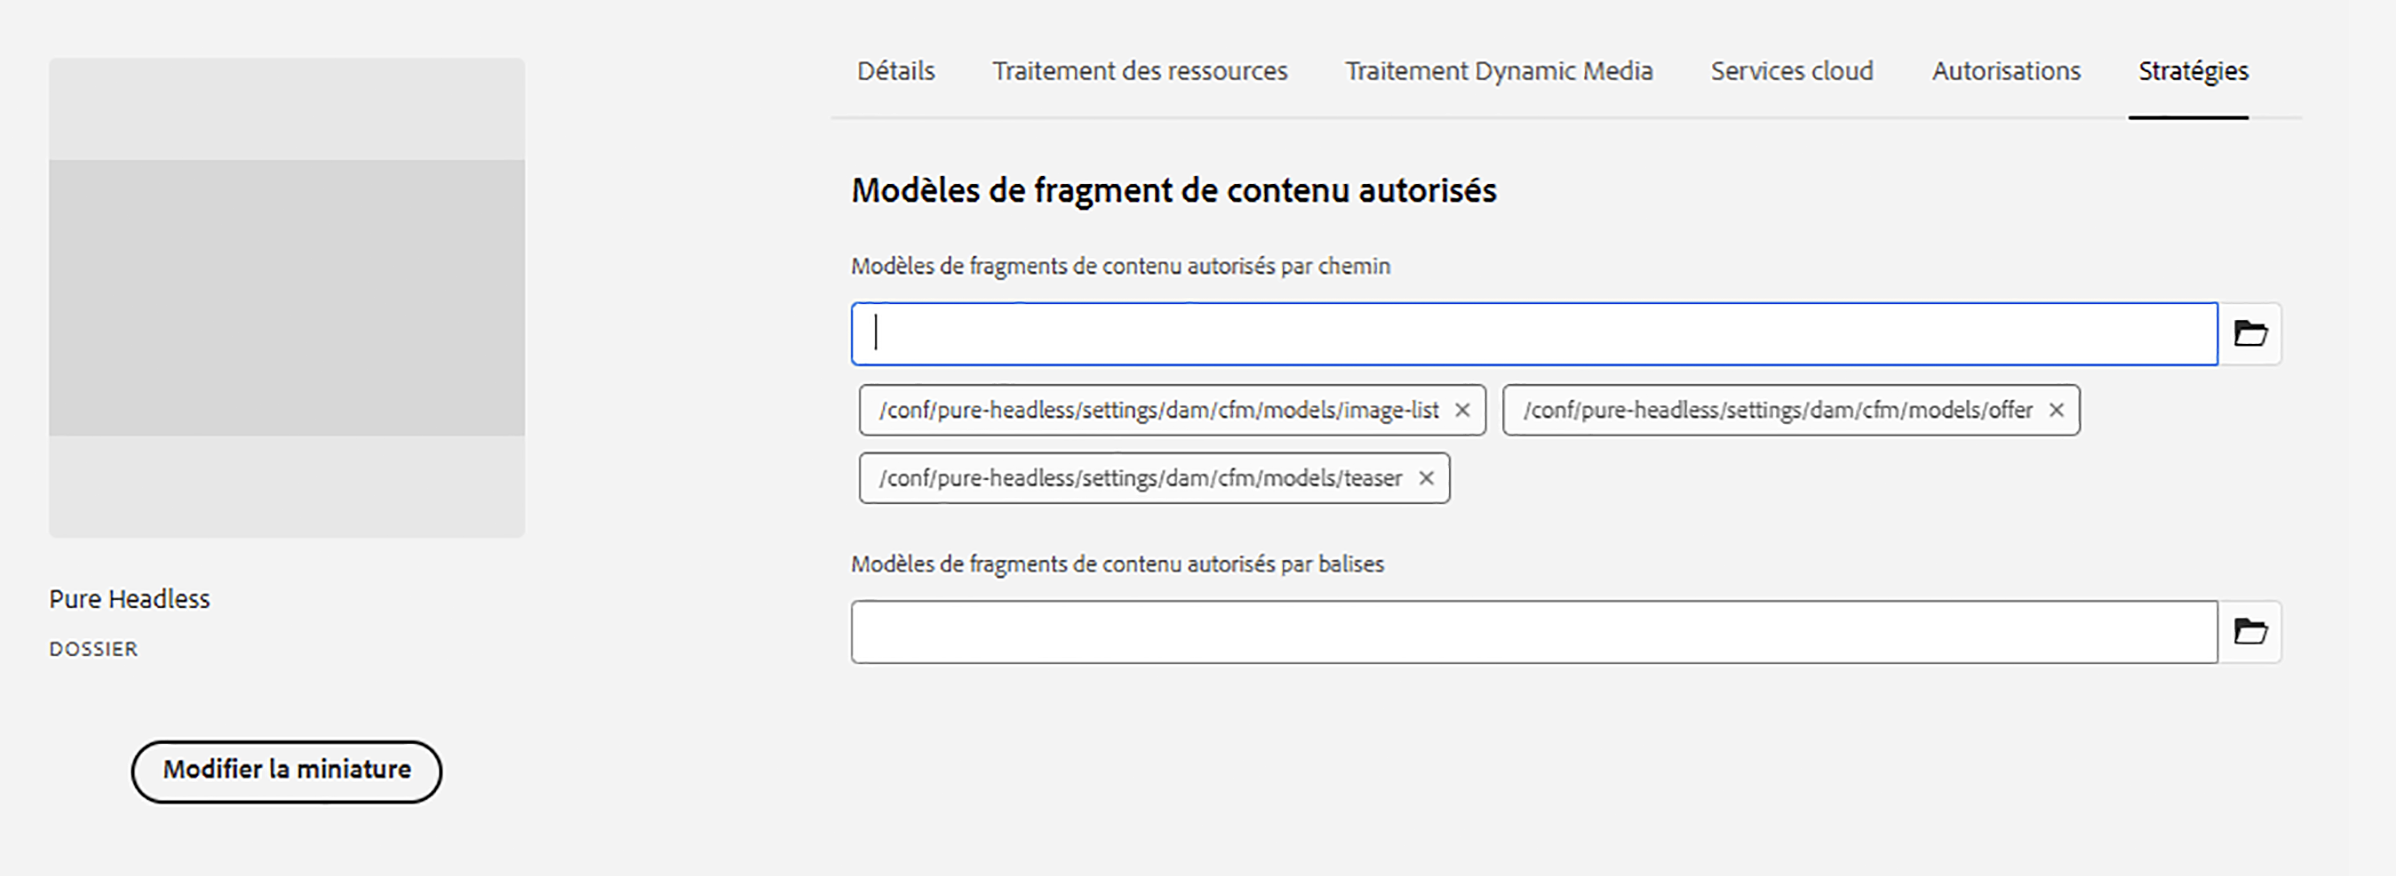 Détails Traitement des ressources Traitement Dynamic Media Services cloud Autorisations Stratégies
Modèles de fragment de contenu autorisés
Modèles de fragments de contenu autorisés par chemin
/conf/pure-headless/settings/dam/cfm/models/image-list × /conf/pure-headless/settings/dam/cfm/models/offer ×
/conf/pure-headless/settings/dam/cfm/models/teaser ×
Modèles de fragments de contenu autorisés par balises
Pure Headless
DOSSIER
Modifier la miniature